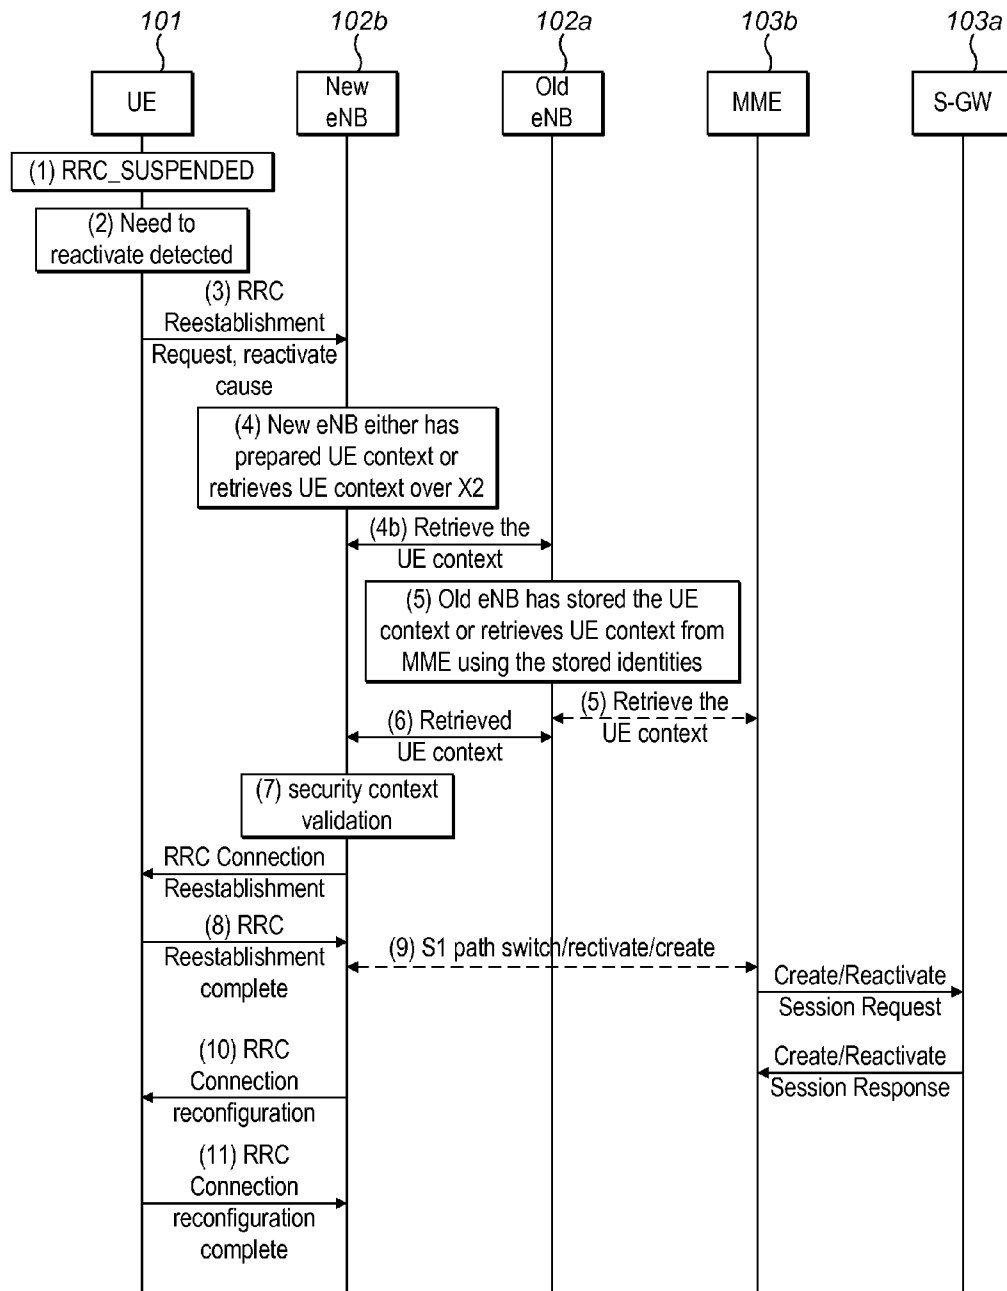 101
102b
102a
103b
103a
UE
New
eNB
Old
eNB
MME
S-GW
(1) RRC_SUSPENDED
(2) Need to
reactivate detected
(3) RRC
Reestablishment
Request, reactivate
cause
(4) New eNB either has
prepared UE context or
retrieves UE context over X2
(4b) Retrieve the
UE context
(5) Old eNB has stored the UE
context or retrieves UE context from
MME using the stored identities
(5) Retrieve the
UE context
(6) Retrieved
UE context
(7) security context
validation
RRC Connection
Reestablishment
(8) RRC
Reestablishment
complete
(9) S1 path switch/rectivate/create
Create/Reactivate
Session Request
Create/Reactivate
Session Response
(10) RRC
Connection
reconfiguration
(11) RRC
Connection
reconfiguration
complete